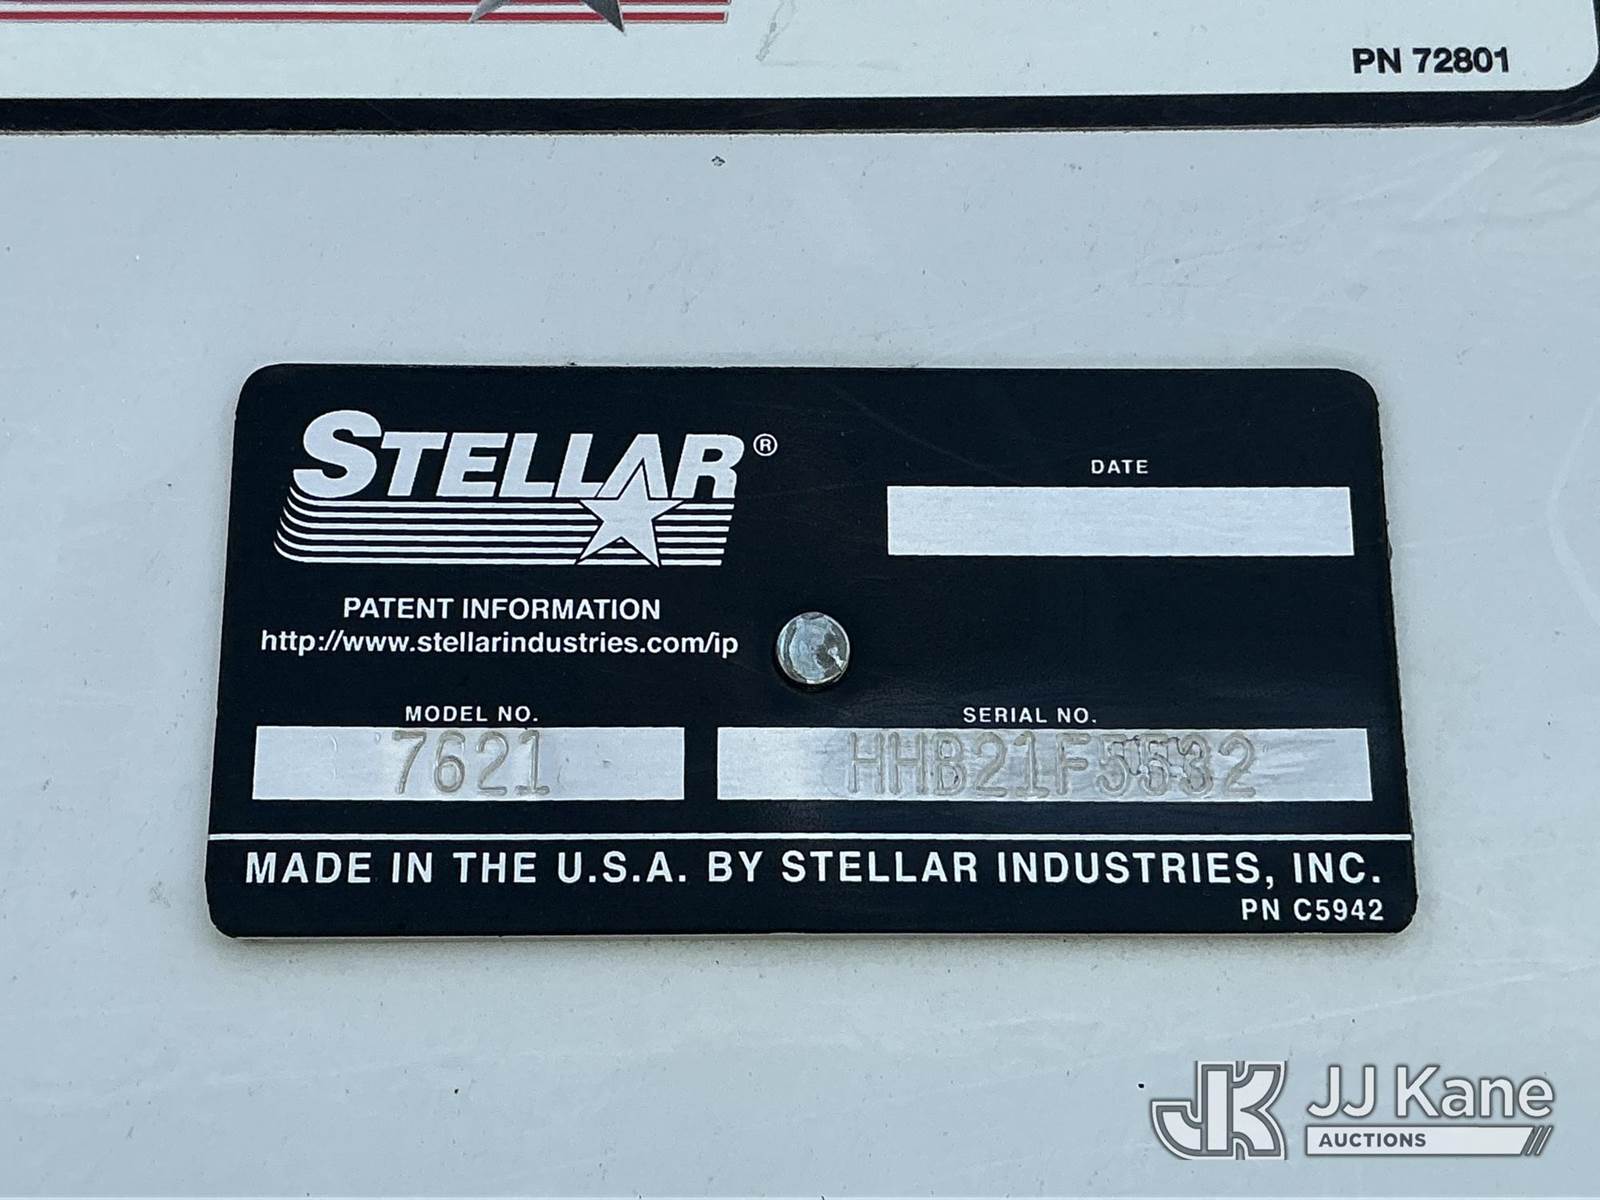 PN 72801
STELLAR®
DATE
PATENT INFORMATION
http://www.stellarindustries.com/ip
MODEL NO.
7621
SERIAL NO.
HHB21F5532
MADE IN THE U.S.A. BY STELLAR INDUSTRIES, INC.
PN C5942
JK JJ Kane
AUCTIONS